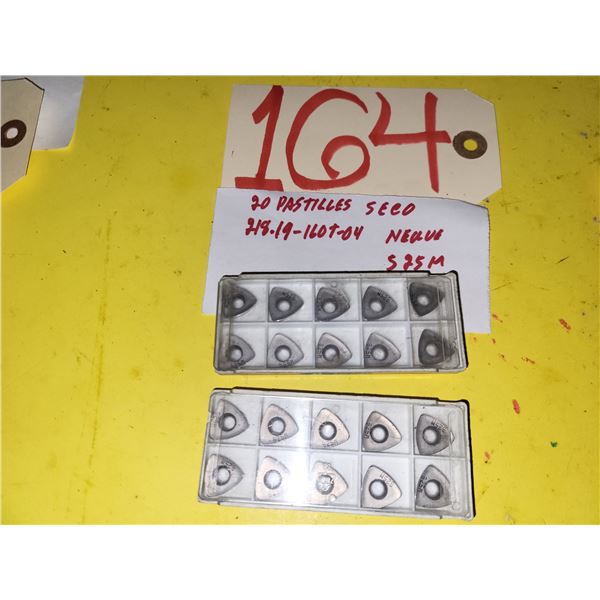 164
20 PASTILLES SECO
218.19-160T-04 NEUVE
S25M